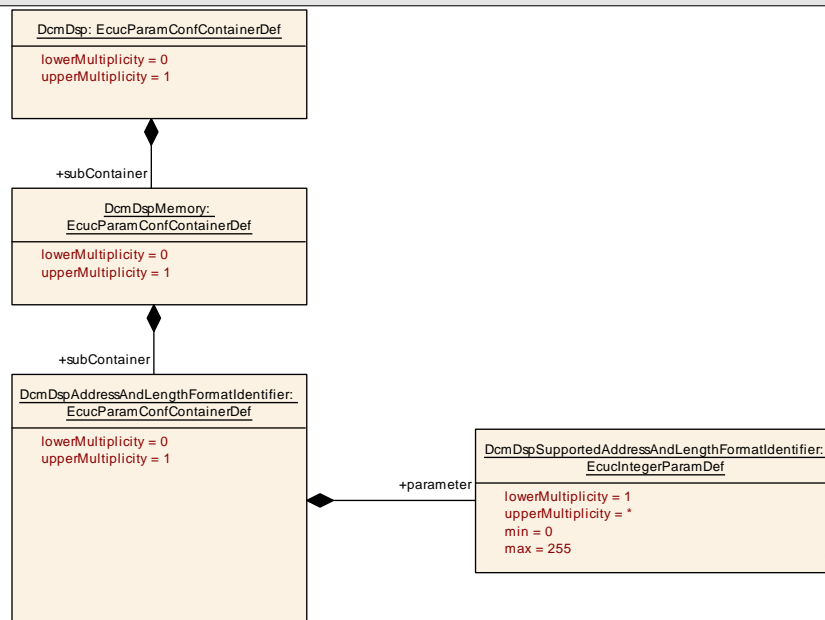 DcmDsp: EcucParamConfContainerDef
lowerMultiplicity = 0
upperMultiplicity = 1
+subContainer
DcmDspMemory:
EcucParamConfContainerDef
lowerMultiplicity = 0
upperMultiplicity = 1
+subContainer
DcmDspAddressAndLengthFormatIdentifier:
EcucParamConfContainerDef
lowerMultiplicity = 0
upperMultiplicity = 1
+parameter
DcmDspSupportedAddressAndLengthFormatIdentifier:
EcucIntegerParamDef
lowerMultiplicity = 1
upperMultiplicity = *
min = 0
max = 255